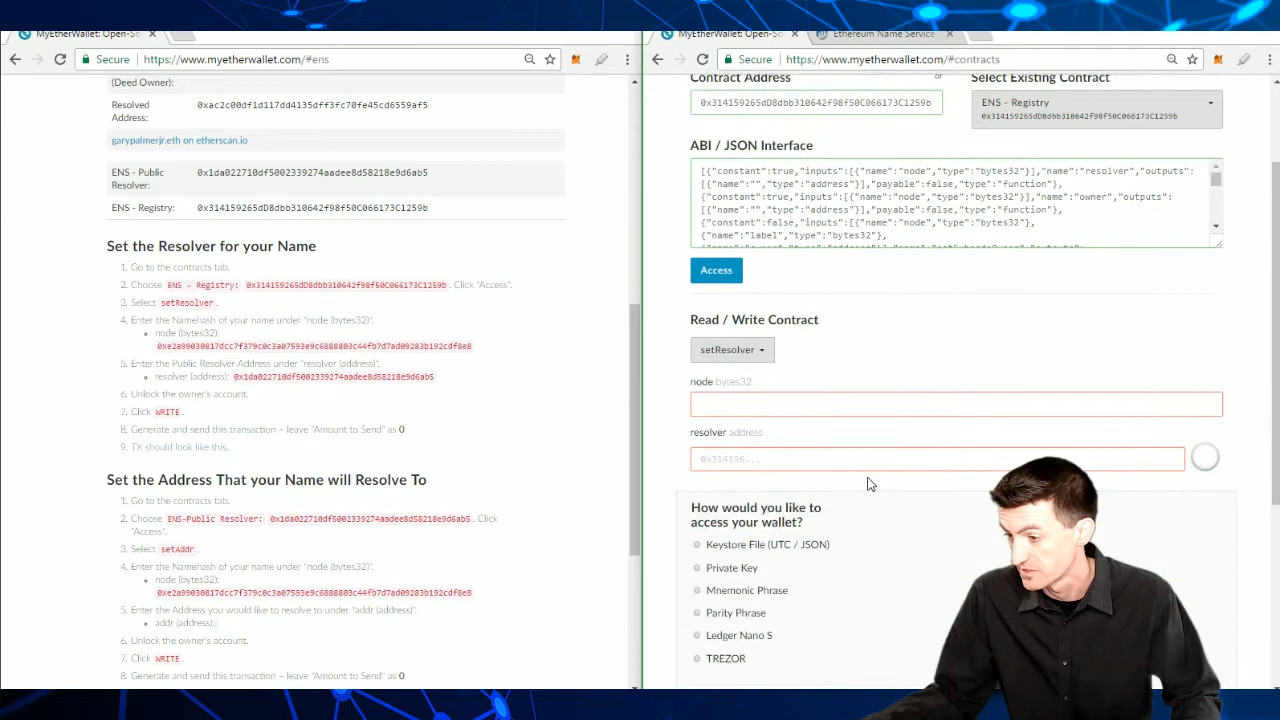 MyEtherWallet: Open-So
https://www.myetherwallet.com/#ens
Secure
(Deed Owner):
Resolved
Address:
0xac2c00df1d117dd4135dff3fc70fe45cd6559af5
garypalmerjr.eth on etherscan.io
ENS - Public
Resolver:
0x1da022710df5002339274aadee8d58218e9d6ab5
ENS - Registry:
0x314159265dD8dbb310642f98f50C066173C1259b
Set the Resolver for your Name
1. Go to the contracts tab.
2. Choose ENS - Registry: 0x314159265dD8dbb310642f98f50C066173C1259b. Click "Access".
3. Select setResolver.
4. Enter the Namehash of your name under "node (bytes32)".
node (bytes32):
0xe2a99030817dcc7f379c0c3a07593e9c6888803c44fb7d7ad09283b192cdf8e8
5. Enter the Public Resolver Address under "resolver (address)".
resolver (address): 0x1da022710df5002339274aadee8d58218e9d6ab5
6. Unlock the owner's account.
7. Click WRITE.
8. Generate and send this transaction – leave "Amount to Send" as 0
9. TX should look like this.
Set the Address That your Name will Resolve To
1. Go to the contracts tab.
2. Choose ENS-Public Resolver: 0x1da022710df5002339274aadee8d58218e9d6ab5. Click
"Access".
3. Select setAddr.
4. Enter the Namehash of your name under "node (bytes32)".
node (bytes32):
0xe2a99030817dcc7f379c0c3a07593e9c6888803c44fb7d7ad09283b192cdf8e8
5. Enter the Address you would like to resolve to under "addr (address)".
addr (address):
6. Unlock the owner's account.
7. Click WRITE.
8. Generate and send this transaction – leave "Amount to Send" as 0
MyEtherWallet: Open-So
Ethereum Name Service
Secure
https://www.myetherwallet.com/#contracts
Contract Address
or
Select Existing Contract
0x314159265dD8dbb310642f98f50C066173C1259b
ENS - Registry
0x314159265dD8dbb310642f98f50C066173C1259b
ABI / JSON Interface
[{"constant":true,"inputs":[{"name":"node","type":"bytes32"}],"name":"resolver","outputs":
[{"name":"","type":"address"}],"payable":false,"type":"function"},
{"constant":true,"inputs":[{"name":"node","type":"bytes32"}],"name":"owner","outputs":
[{"name":"","type":"address"}],"payable":false,"type":"function"},
{"constant":false,"inputs":[{"name":"node","type":"bytes32"},
{"name":"label","type":"bytes32"},
Access
Read / Write Contract
setResolver
node bytes32
resolver address
0x314156...
How would you like to
access your wallet?
Keystore File (UTC / JSON)
Private Key
Mnemonic Phrase
Parity Phrase
Ledger Nano S
TREZOR